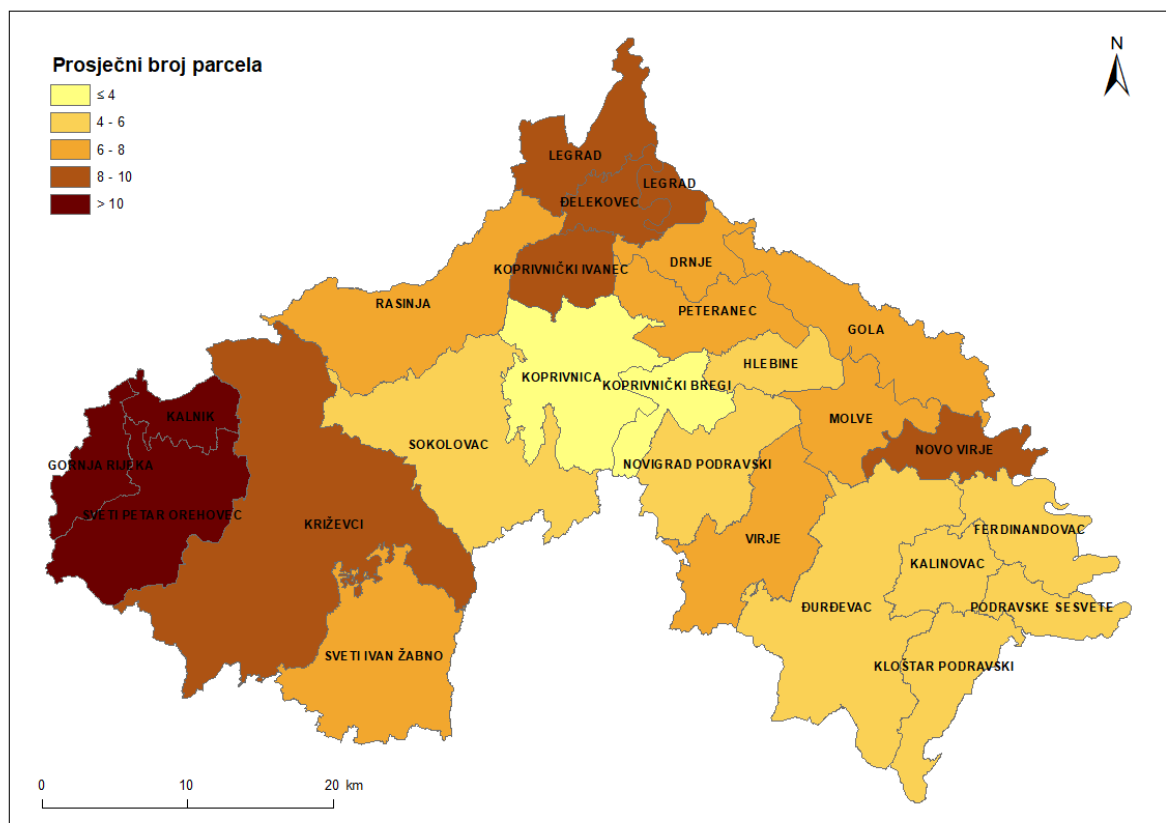 N
Prosječni broj parcela
≤ 4
4 - 6
6 - 8
8 - 10
> 10
LEGRAD
LEGRAD
ĐELEKOVEC
KOPRIVNIČKI IVANEC
DRNJE
RASINJA
PETERANEC
GOLA
HLEBINE
KOPRIVNICA
KOPRIVNIČKI BREGI
KALNIK
MOLVE
SOKOLOVAC
NOVO VIRJE
GORNJA RIJEKA
NOVIGRAD PODRAVSKI
SVETI PETAR OREHOVEC
KRIŽEVCI
FERDINANDOVAC
VIRJE
KALINOVAC
ĐURĐEVAC
PODRAVSKE SESVETE
SVETI IVAN ŽABNO
KLOŠTAR PODRAVSKI
0 10 20 km